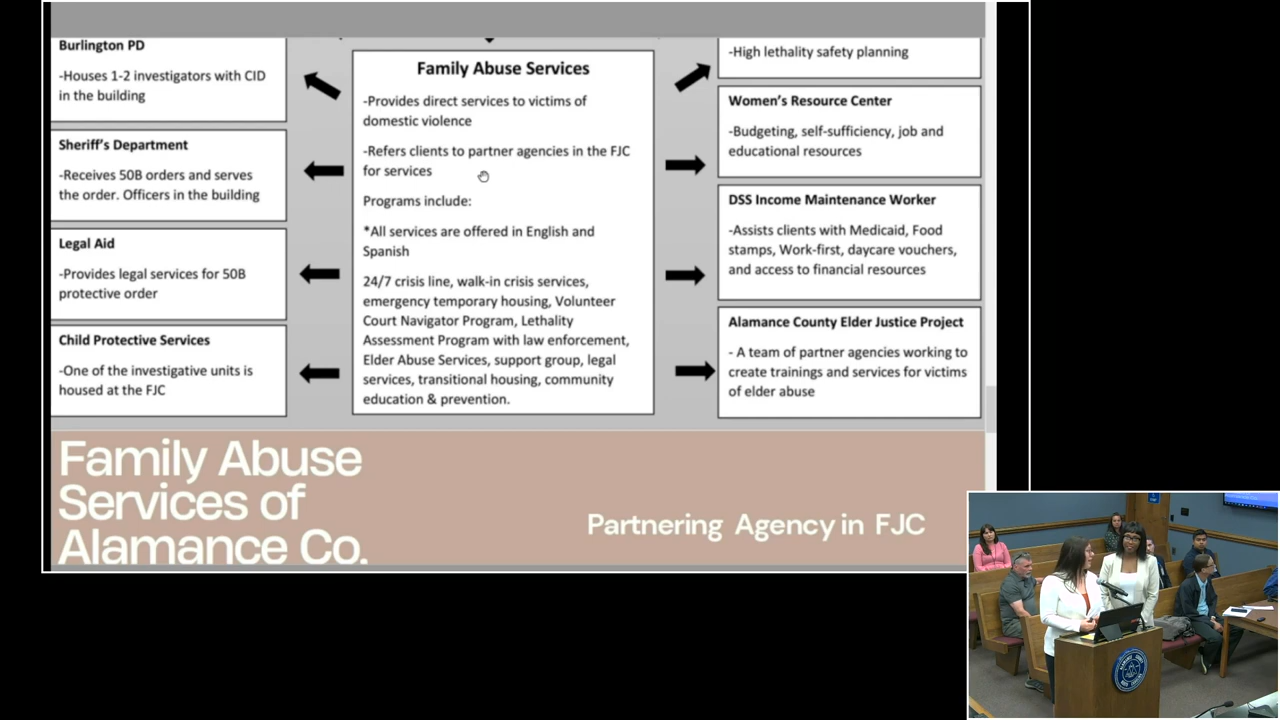 Burlington PD
-Houses 1-2 investigators with CID
in the building
Sheriff's Department
-Receives 50B orders and serves
the order. Officers in the building
Legal Aid
-Provides legal services for 50B
protective order
Child Protective Services
-One of the investigative units is
housed at the FJC
Family Abuse Services
-Provides direct services to victims of
domestic violence
-Refers clients to partner agencies in the FJC
for services
Programs include:
*All services are offered in English and
Spanish
24/7 crisis line, walk-in crisis services,
emergency temporary housing, Volunteer
Court Navigator Program, Lethality
Assessment Program with law enforcement,
Elder Abuse Services, support group, legal
services, transitional housing, community
education & prevention.
-High lethality safety planning
Women's Resource Center
-Budgeting, self-sufficiency, job and
educational resources
DSS Income Maintenance Worker
-Assists clients with Medicaid, Food
stamps, Work-first, daycare vouchers,
and access to financial resources
Alamance County Elder Justice Project
- A team of partner agencies working to
create trainings and services for victims
of elder abuse
Family Abuse
Services of
Alamance Co.
Partnering Agency in FJC